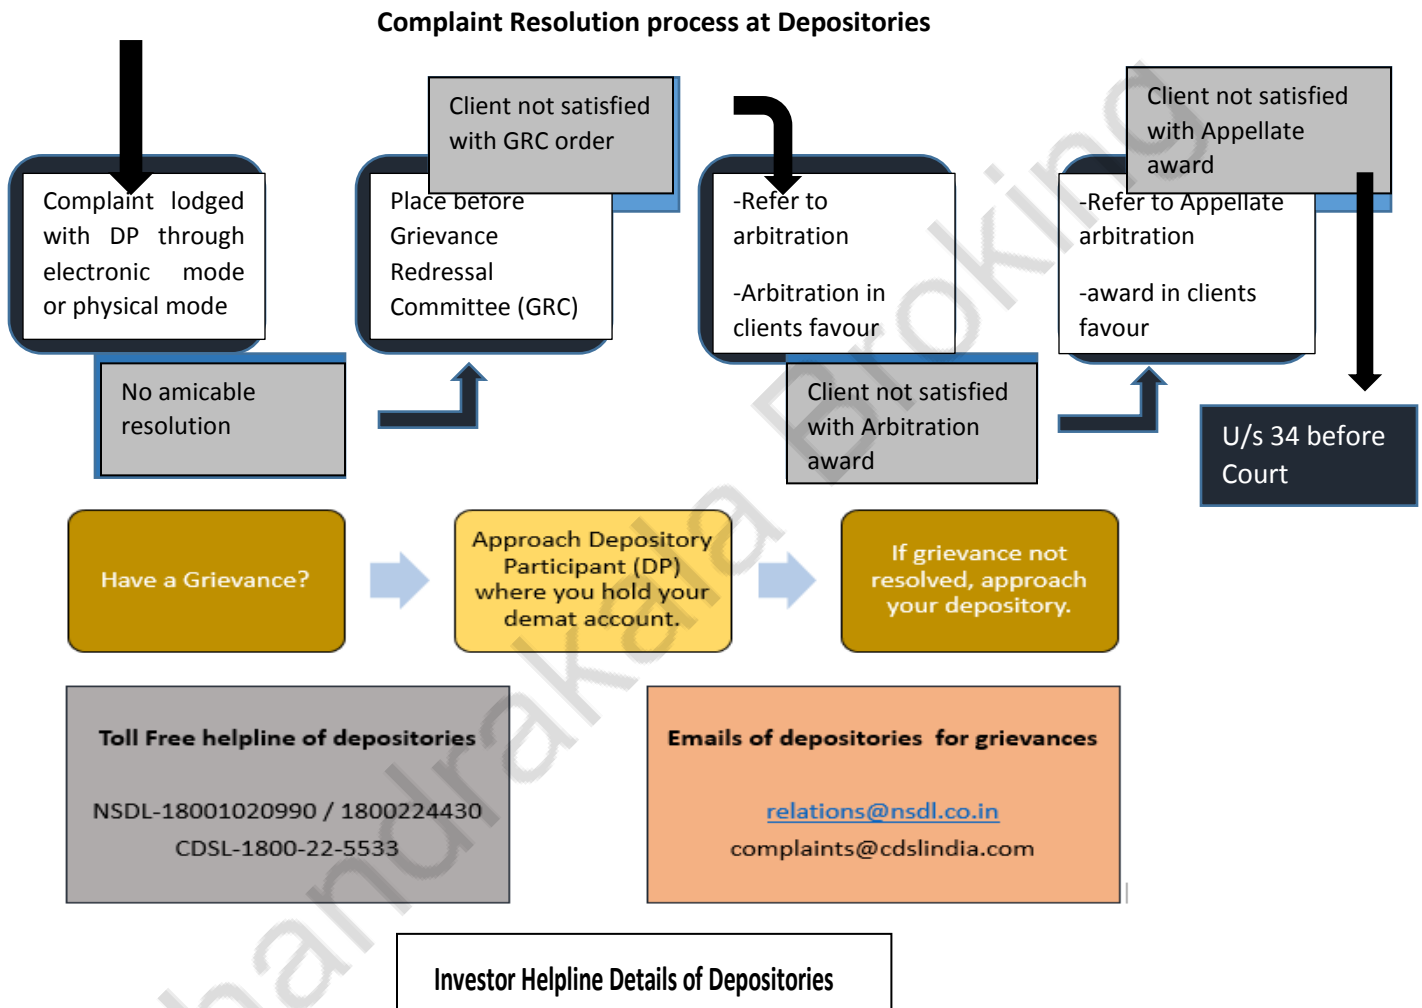 Complaint Resolution process at Depositories
Client not satisfied
with GRC order
Client not satisfied
with Appellate
award
Complaint lodged
with DP through
electronic mode
or physical mode
Place before
Grievance
Redressal
Committee (GRC)
-Refer to
arbitration
-Arbitration in
clients favour
-Refer to Appellate
arbitration
-award in clients
favour
No amicable
resolution
Client not satisfied
with Arbitration
award
U/s 34 before
Court
Have a Grievance?
Approach Depository
Participant (DP)
where you hold your
demat account.
If grievance not
resolved, approach
your depository.
Toll Free helpline of depositories
NSDL-18001020990 / 1800224430
CDSL-1800-22-5533
Emails of depositories for grievances
relations@nsdl.co.in
complaints@cdslindia.com
Investor Helpline Details of Depositories
handrakala Broking